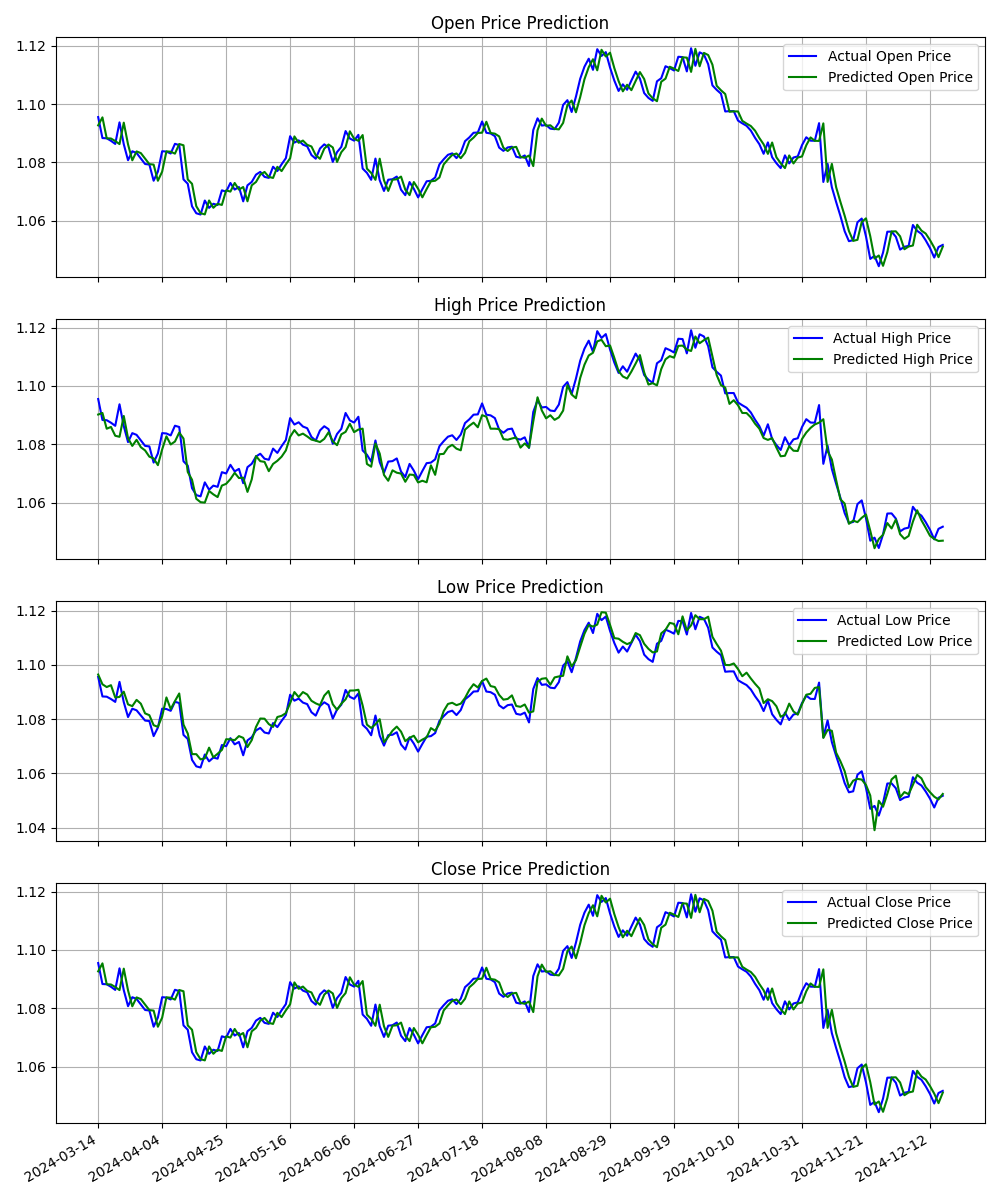 Open Price Prediction
1.12
1.10
1.08
1.06
Actual Open Price
Predicted Open Price
High Price Prediction
1.12
1.10
1.08
1.06
Actual High Price
Predicted High Price
Low Price Prediction
1.12
1.10
1.08
1.06
1.04
Actual Low Price
Predicted Low Price
Close Price Prediction
1.12
1.10
1.08
1.06
Actual Close Price
Predicted Close Price
2024-03-14
2024-04-04
2024-04-25
2024-05-16
2024-06-06
2024-06-27
2024-07-18
2024-08-08
2024-08-29
2024-09-19
2024-10-10
2024-10-31
2024-11-21
2024-12-12